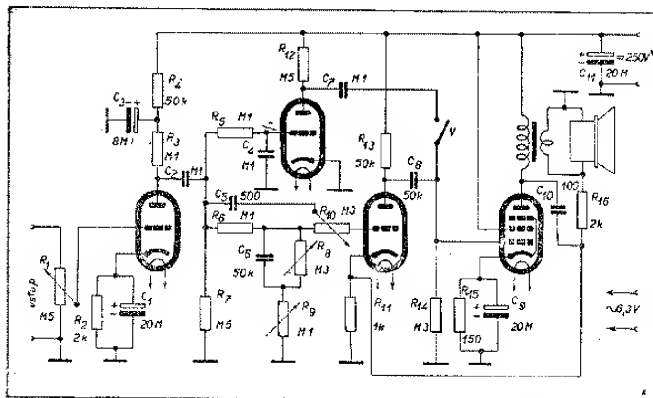 R4
50k
C3
-
+
8M
R3
M1
C2
M1
R1
M5
vstup
R2
2k
+
-
C1
20M
R5
M1
C4
M1
C5
500
R6
M1
C6
50k
R7
M5
R8
M3
R9
M1
R10
M3
R12
M5
C7
M1
R13
50k
C8
50k
V
R11
1k
R14
M3
R15
150
+
-
C9
20M
C10
100
R16
2k
+
-
C11
20M
=250V
~6,3V